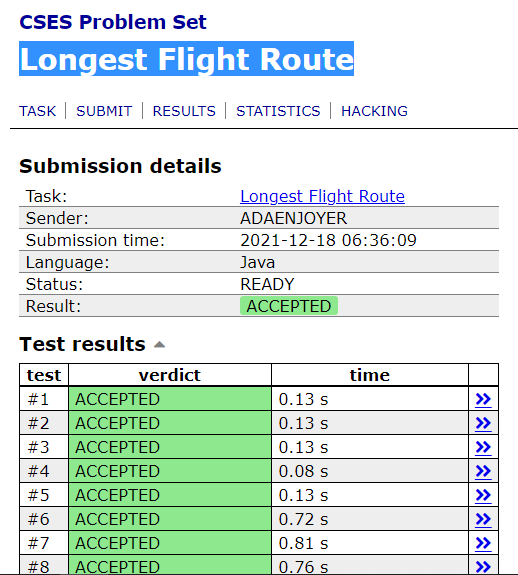 CSES Problem Set
Longest Flight Route
TASK | SUBMIT | RESULTS | STATISTICS | HACKING
Submission details
Task: Longest Flight Route
Sender: ADAENJOYER
Submission time: 2021-12-18 06:36:09
Language: Java
Status: READY
Result: ACCEPTED
Test results
test verdict time
#1 ACCEPTED 0.13 s »
#2 ACCEPTED 0.13 s »
#3 ACCEPTED 0.13 s »
#4 ACCEPTED 0.08 s »
#5 ACCEPTED 0.13 s »
#6 ACCEPTED 0.72 s »
#7 ACCEPTED 0.81 s »
#8 ACCEPTED 0.76 s »